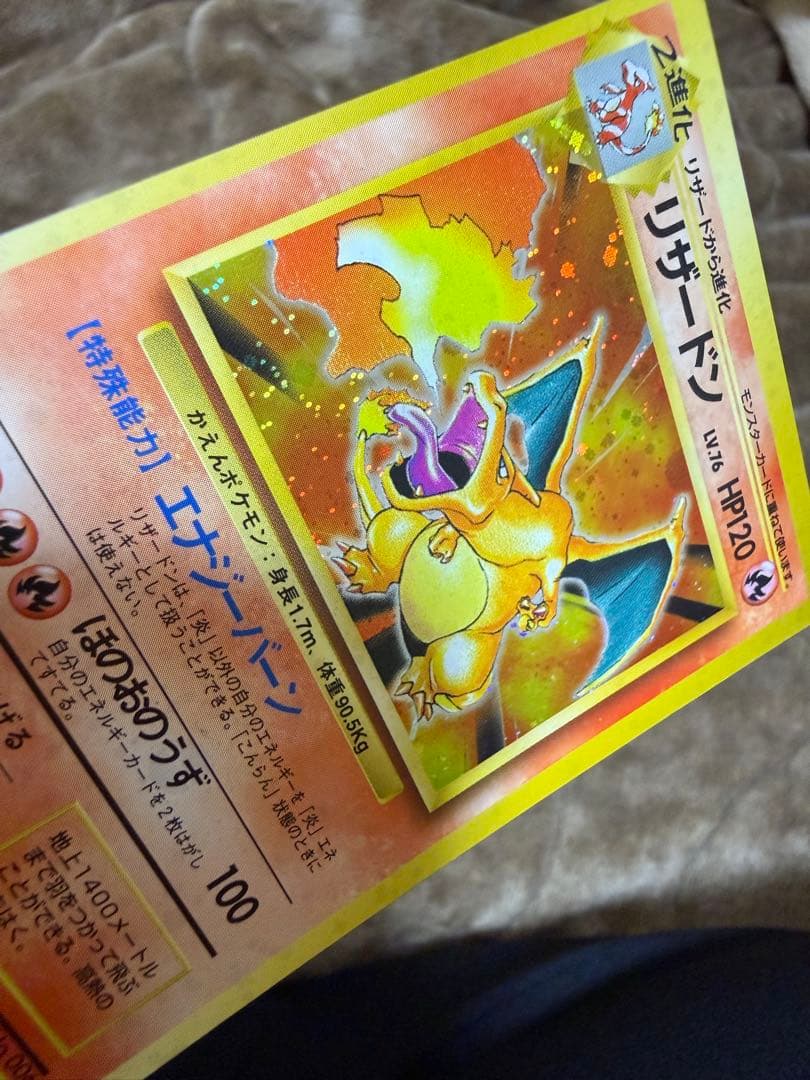 2進化
リザードから進化
モンスターカードに重ねて使います。
リザードン LV.76 HP120
かえんポケモン：身長1.7m、体重90.5Kg
【特殊能力】エナジーバーン
リザードンは、「炎」以外の自分のエネルギーを「炎」エネ
ルギーとして扱うことができる。「こんらん」状態のときに
は使えない。
ほのおのうず 100
自分のエネルギーカードを2枚はがし
てすてる。
地上1400メートル
まで羽をつかって飛ぶ
ことができる。高熱の